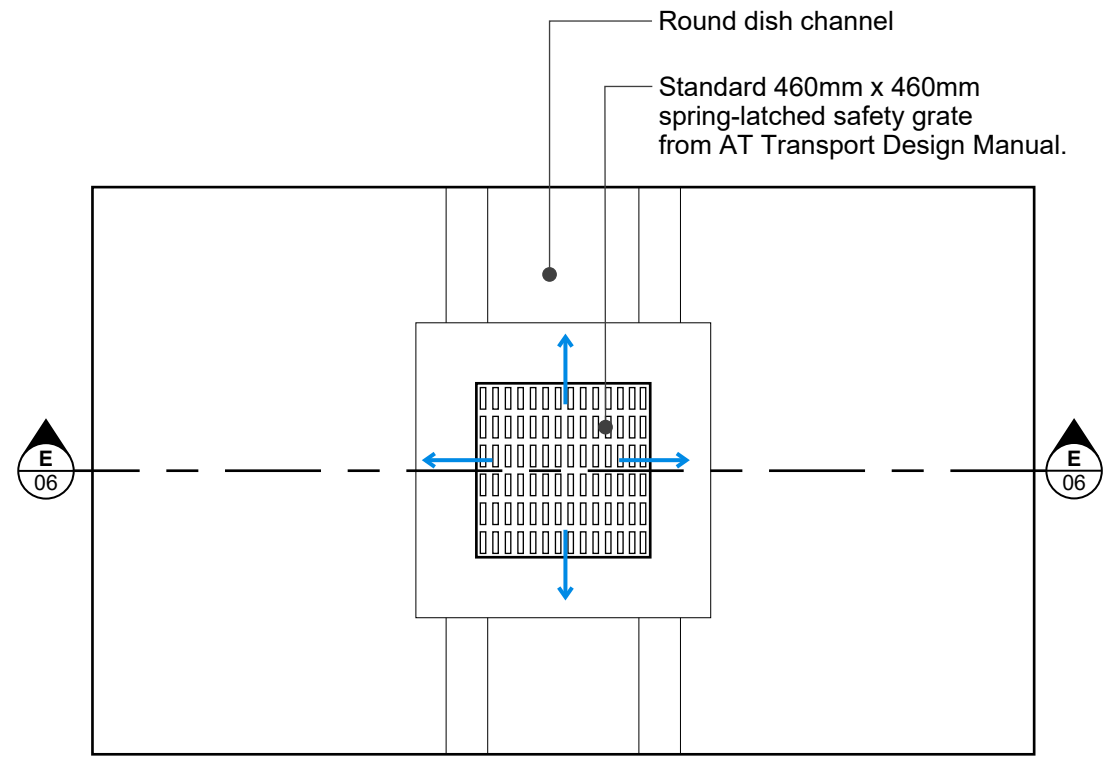 Round dish channel
Standard 460mm x 460mm
spring-latched safety grate
from AT Transport Design Manual.
E
06
E
06